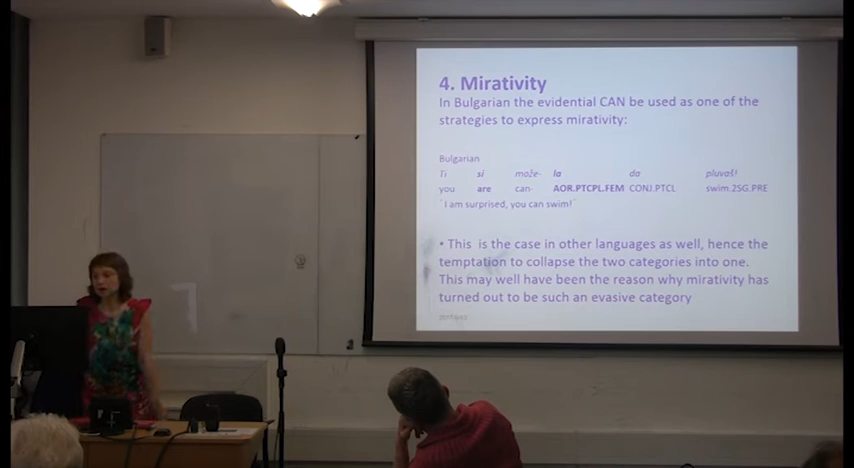 4. Mirativity
In Bulgarian the evidential CAN be used as one of the
strategies to express mirativity:
Bulgarian
Ti si može- la da pluvaš!
you are can- AOR.PTCPL.FEM CONJ.PTCL swim.2SG.PRE
`I am surprised, you can swim!´
• This is the case in other languages as well, hence the
temptation to collapse the two categories into one.
This may well have been the reason why mirativity has
turned out to be such an evasive category